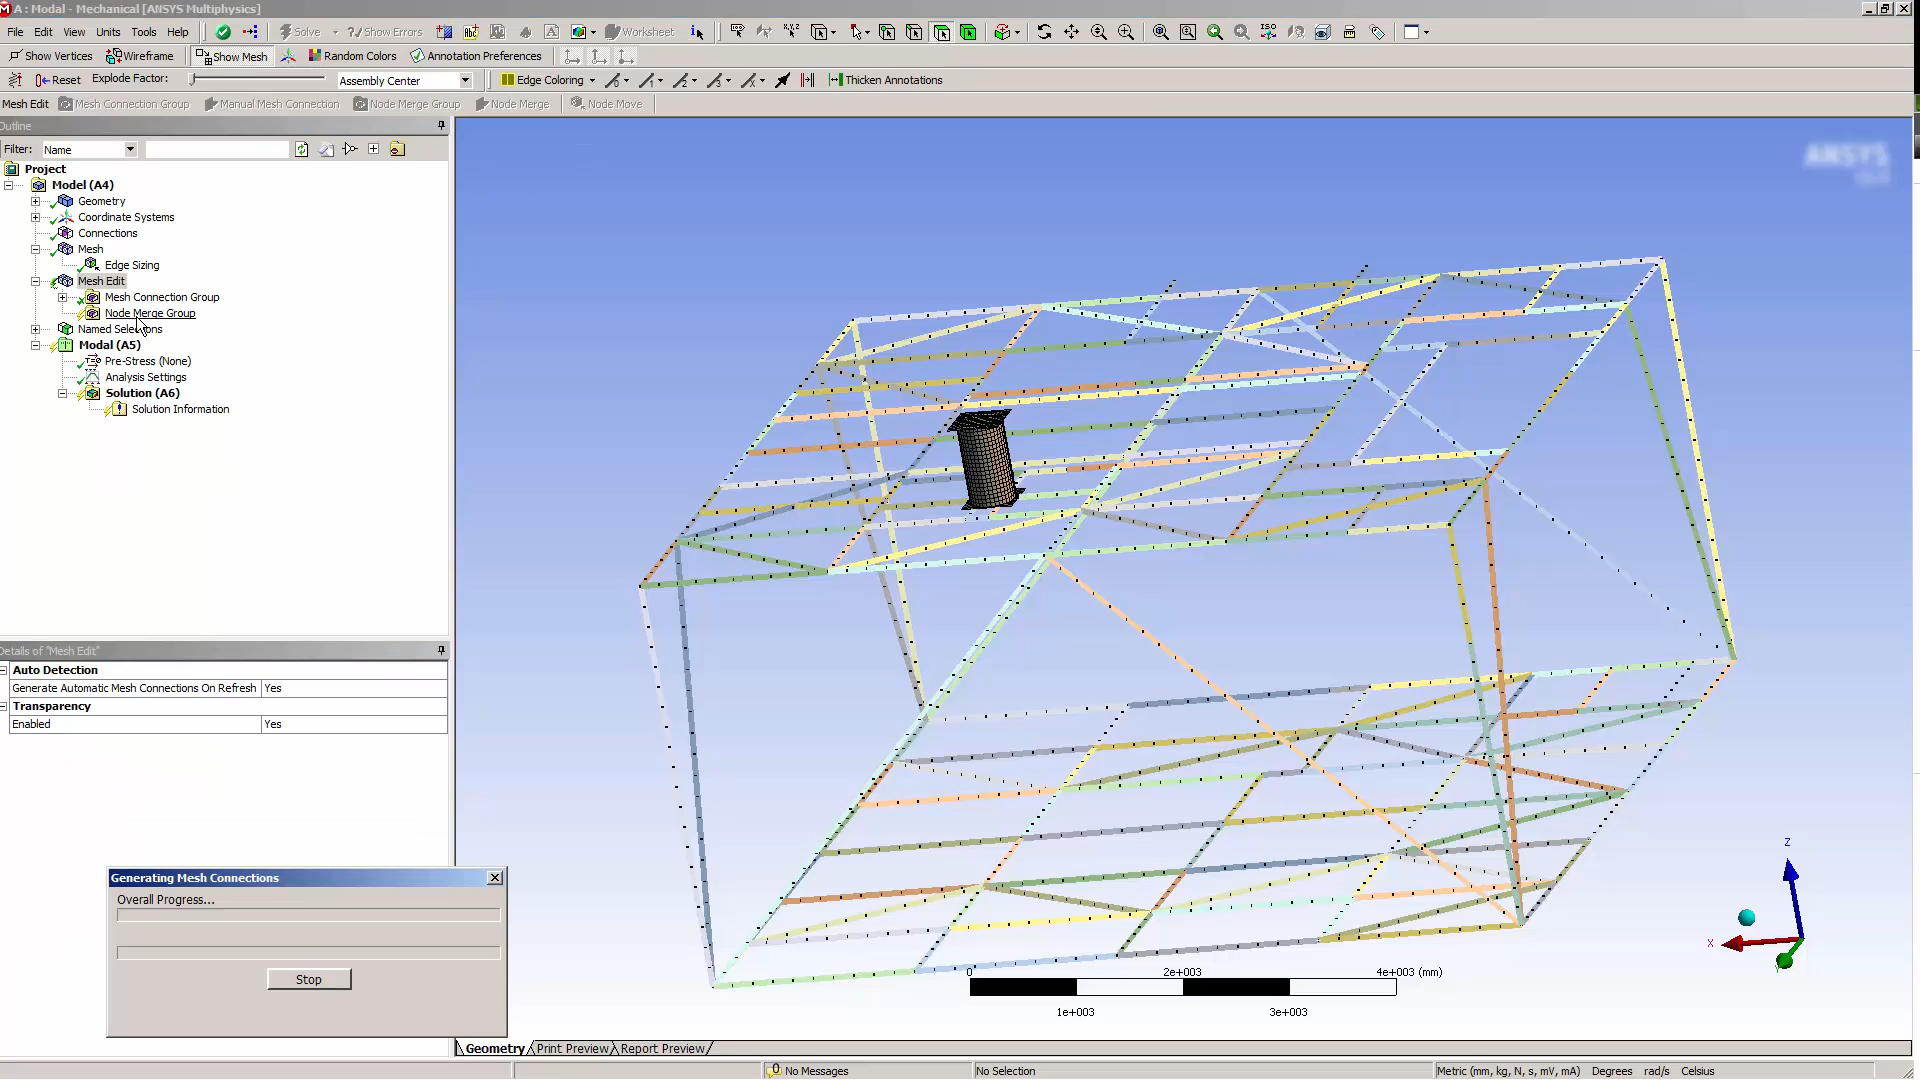 A : Modal - Mechanical [ANSYS Multiphysics]
File Edit View Units Tools Help Solve ?Show Errors Worksheet
Show Vertices Wireframe Show Mesh Random Colors Annotation Preferences
Reset Explode Factor: Assembly Center Edge Coloring Thicken Annotations
Mesh Edit Mesh Connection Group Manual Mesh Connection Node Merge Group Node Merge Node Move
Outline
Filter: Name
Project
Model (A4)
Geometry
Coordinate Systems
Connections
Mesh
Edge Sizing
Mesh Edit
Mesh Connection Group
Node Merge Group
Named Selections
Modal (A5)
Pre-Stress (None)
Analysis Settings
Solution (A6)
Solution Information
Details of "Mesh Edit"
Auto Detection
Generate Automatic Mesh Connections On Refresh Yes
Transparency
Enabled Yes
Generating Mesh Connections
Overall Progress...
Stop
ANSYS
Z
X
0 2e+003 4e+003 (mm)
1e+003 3e+003
Geometry Print Preview Report Preview
No Messages No Selection Metric (mm, kg, N, s, mV, mA) Degrees rad/s Celsius